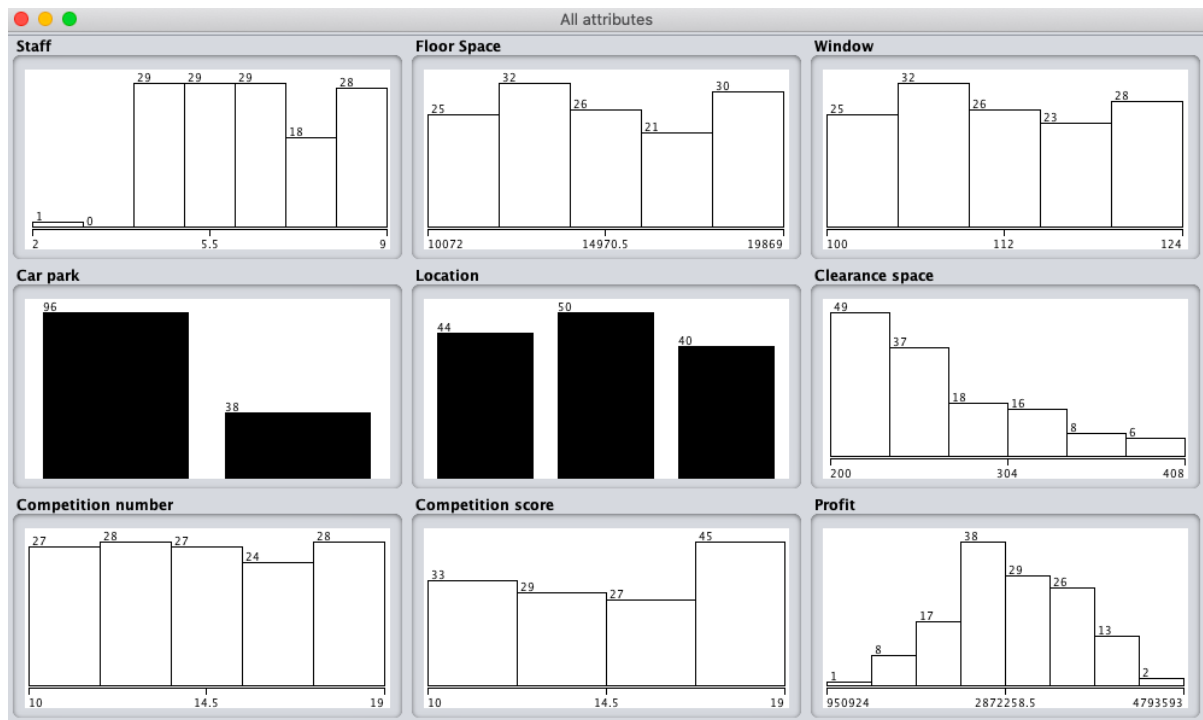 All attributes
Staff
Floor Space
Window
29 29 29 28
18
1 0
2 5.5 9
25 32 26 21 30
10072 14970.5 19869
25 32 26 23 28
100 112 124
Car park
Location
Clearance space
96
38
44 50 40
49 37 18 16 8 6
200 304 408
Competition number
Competition score
Profit
27 28 27 24 28
10 14.5 19
33 29 27 45
10 14.5 19
1 8 17 38 29 26 13 2
950924 2872258.5 4793593